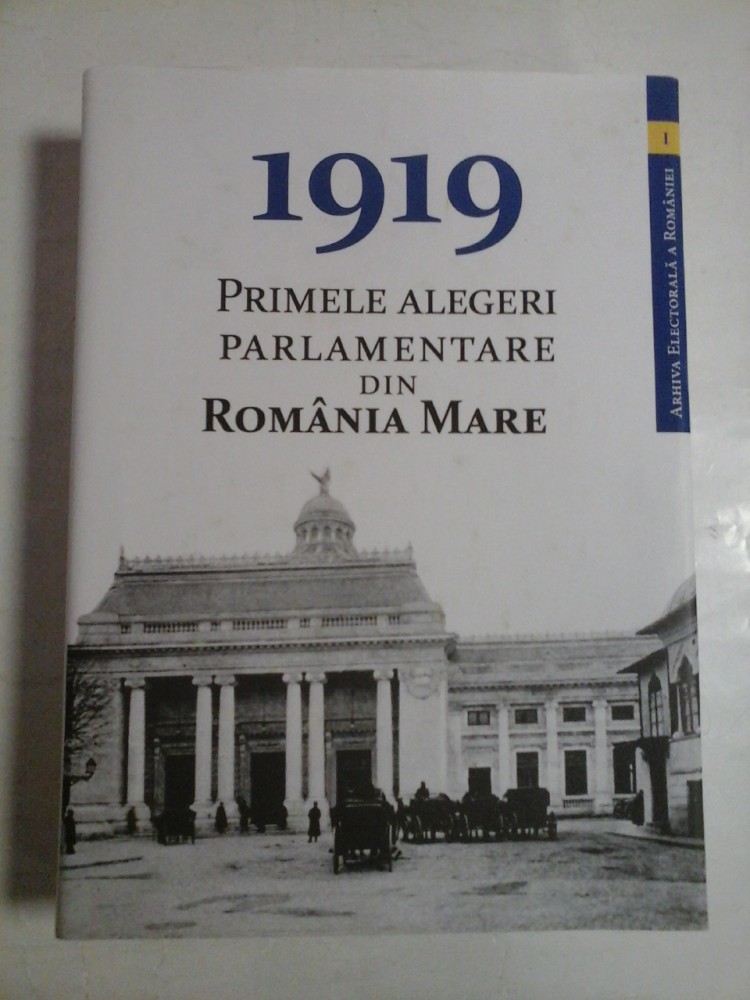 1919
PRIMELE ALEGERI
PARLAMENTARE
DIN
ROMÂNIA MARE
I
ARHIVA ELECTORALĂ A ROMÂNIEI